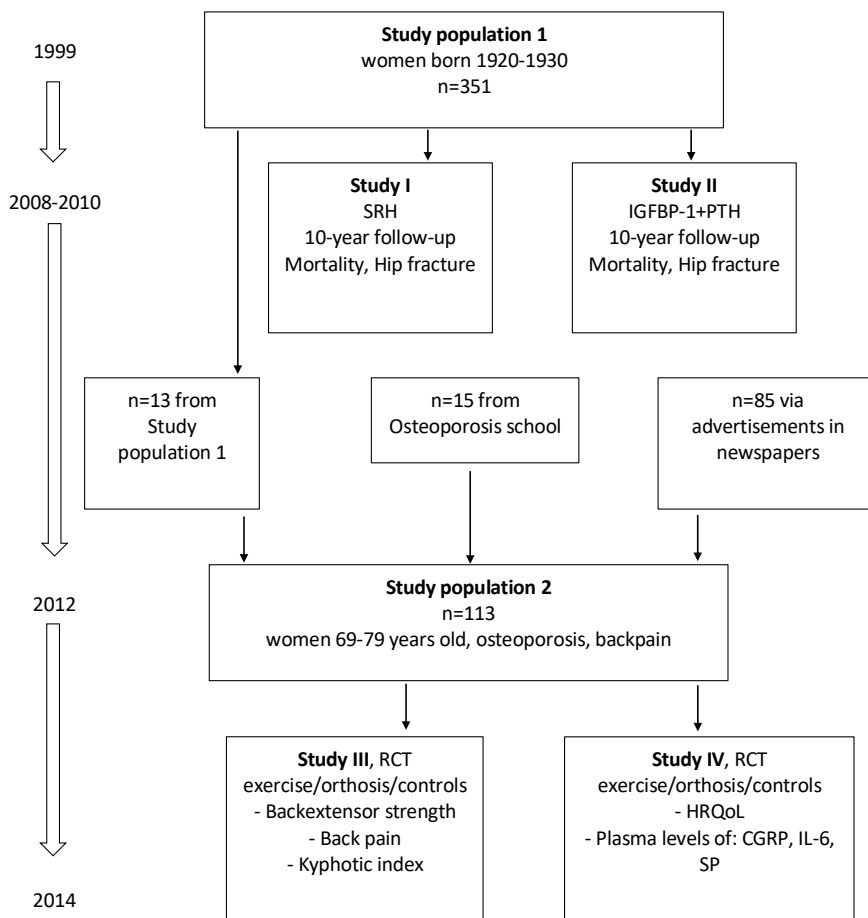 1999
Study population 1
women born 1920-1930
n=351
2008-2010
Study I
SRH
10-year follow-up
Mortality, Hip fracture
Study II
IGFBP-1+PTH
10-year follow-up
Mortality, Hip fracture
n=13 from
Study
population 1
n=15 from
Osteoporosis school
n=85 via
advertisements in
newspapers
2012
Study population 2
n=113
women 69-79 years old, osteoporosis, backpain
Study III, RCT
exercise/orthosis/controls
- Backextensor strength
- Back pain
- Kyphotic index
Study IV, RCT
exercise/orthosis/controls
- HRQoL
- Plasma levels of: CGRP, IL-6,
SP
2014